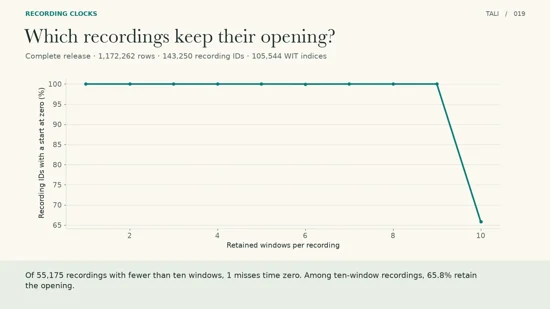 RECORDING CLOCKS
TALI / 019
Which recordings keep their opening?
Complete release · 1,172,262 rows · 143,250 recording IDs · 105,544 WIT indices
Recording IDs with a start at zero (%)
100
95
90
85
80
75
70
65
2
4
6
8
10
Retained windows per recording
Of 55,175 recordings with fewer than ten windows, 1 misses time zero. Among ten-window recordings, 65.8% retain
the opening.